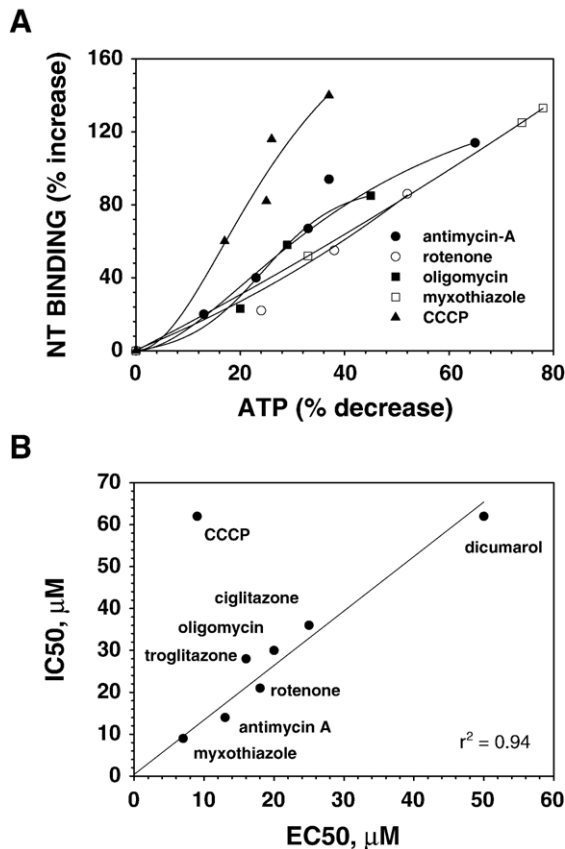 A
NT BINDING (% increase)
160
120
80
40
0
antimycin-A
rotenone
oligomycin
myxothiazole
CCCP
0 20 40 60 80
ATP (% decrease)
B
IC50, μM
70
60
50
40
30
20
10
0
CCCP
dicumarol
ciglitazone
oligomycin
troglitazone
rotenone
antimycin A
myxothiazole
r² = 0.94
0 10 20 30 40 50 60
EC50, μM